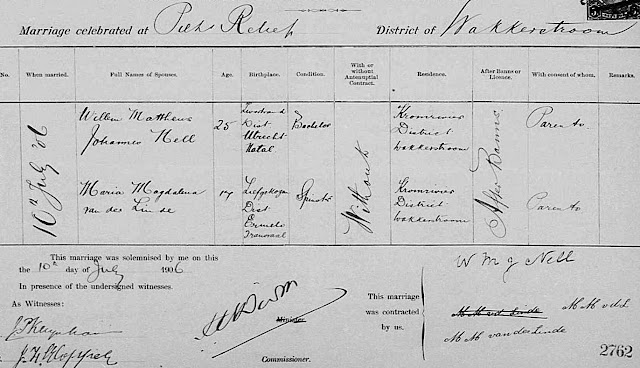 Marriage celebrated at Piet Retief District of Wakkerstroom
No. When married. Full Names of Spouses. Age. Birthplace. Condition. With or without Antenuptial Contract. Residence. After Banns or Licence. With consent of whom. Remarks.
10th July '06
Willem Mattheus
Johannes Nell
25
Dist
Utrecht
Natal
Bachelor
Without
Kromrivier
District
Wakkerstroom
After Banns
Parents
Maria Magdalena
van der Linde
Dist
Ermelo
Transvaal
Spinster
Kromrivier
District
Wakkerstroom
Parents
This marriage was solemnised by me on this
the 10th day of July 1906
In presence of the undersigned witnesses.
As Witnesses:
Minister
Commissioner.
This
marriage was
contracted
by us.
W M J Nell
M M vd Linde M M v d L
M M van der Linde
2762